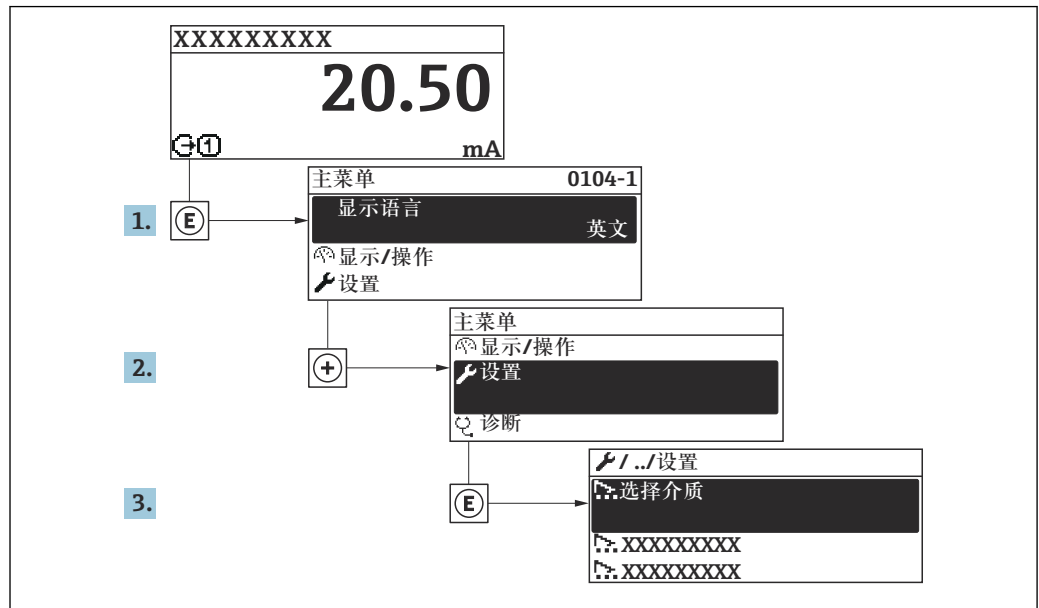 XXXXXXXXX
20.50
mA
主菜单 0104-1
1. E 显示语言
英文
显示/操作
设置
主菜单
显示/操作
2. + 设置
诊断
/ ../设置
3. E 选择介质
XXXXXXXXX
XXXXXXXXX